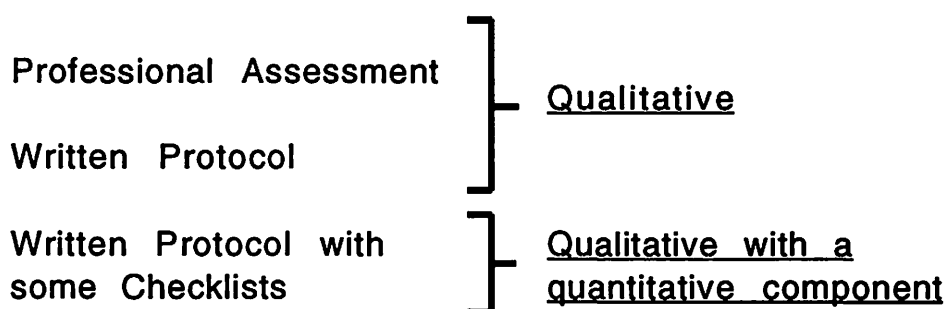 Professional Assessment
Qualitative
Written Protocol
Written Protocol with
some Checklists
Qualitative with a
quantitative component